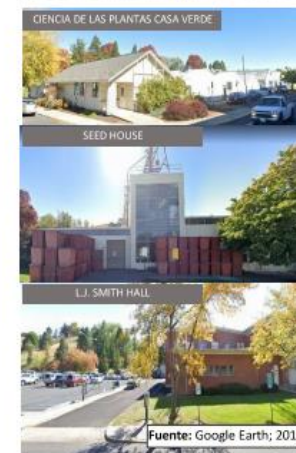 CIENCIA DE LAS PLANTAS CASA VERDE
SEED HOUSE
L.J. SMITH HALL
Fuente: Google Earth; 201